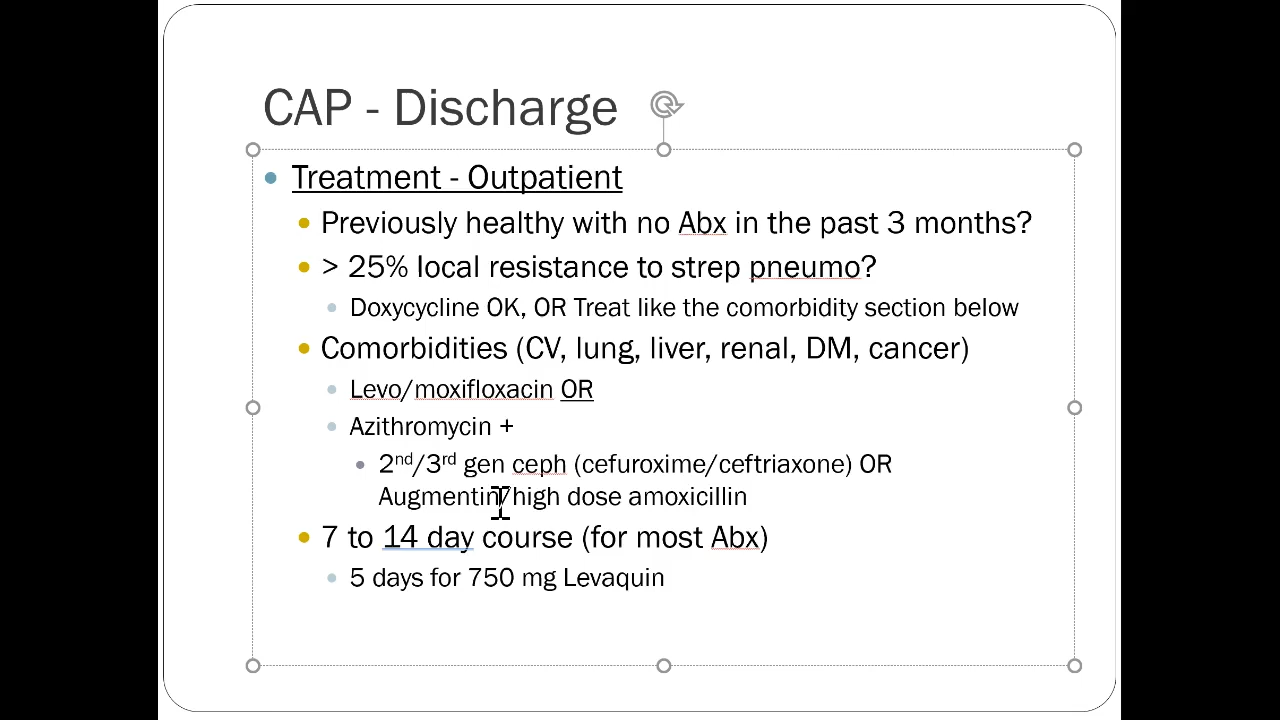 CAP - Discharge
Treatment - Outpatient
Previously healthy with no Abx in the past 3 months?
> 25% local resistance to strep pneumo?
Doxycycline OK, OR Treat like the comorbidity section below
Comorbidities (CV, lung, liver, renal, DM, cancer)
Levo/moxifloxacin OR
Azithromycin +
2nd/3rd gen ceph (cefuroxime/ceftriaxone) OR
Augmentin/high dose amoxicillin
7 to 14 day course (for most Abx)
5 days for 750 mg Levaquin